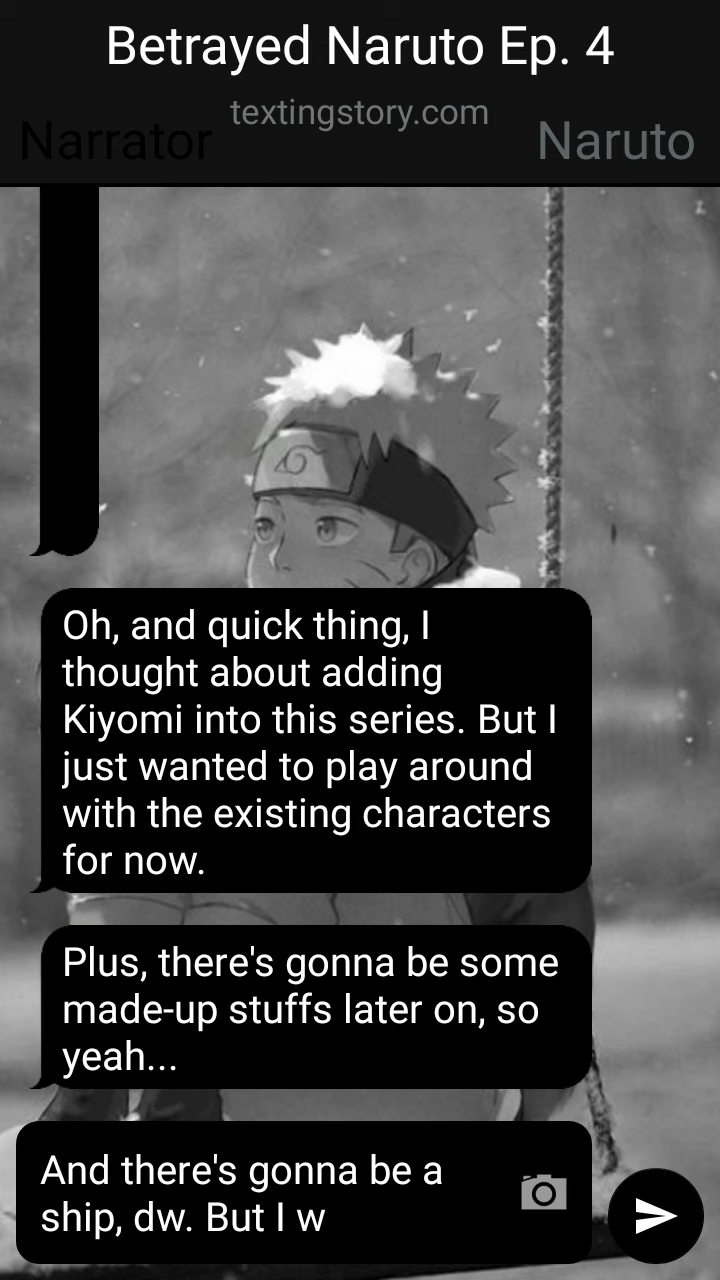 Betrayed Naruto Ep. 4
textingstory.com
Narrator
Naruto
Oh, and quick thing, I
thought about adding
Kiyomi into this series. But I
just wanted to play around
with the existing characters
for now.
Plus, there's gonna be some
made-up stuffs later on, so
yeah...
And there's gonna be a
ship, dw. But I w